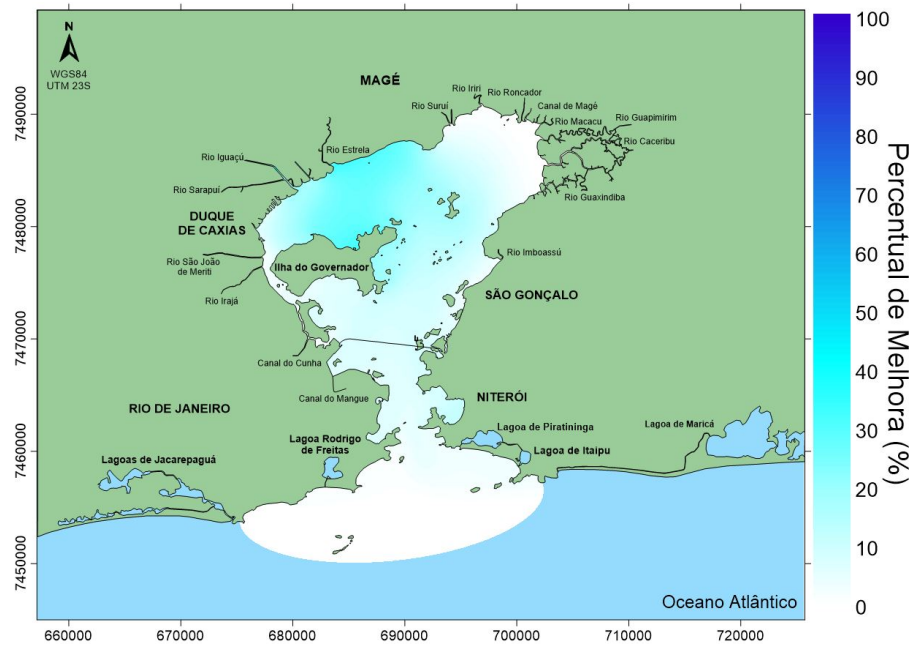 N
WGS84
UTM 23S
MAGÉ
Rio Iriri
Rio Roncador
Rio Suruí
Canal de Magé
Rio Macacu
Rio Guapimirim
Rio Caceribu
Rio Estrela
Rio Iguaçú
Rio Sarapuí
Rio Guaxindiba
DUQUE
DE CAXIAS
Rio Imboassú
Rio São João
de Meriti
Ilha do Governador
SÃO GONÇALO
Rio Irajá
Canal do Cunha
Canal do Mangue
NITERÓI
RIO DE JANEIRO
Lagoa de Piratininga
Lagoa de Maricá
Lagoa Rodrigo
de Freitas
Lagoa de Itaipu
Lagoas de Jacarepaguá
Oceano Atlântico
7490000
7480000
7470000
7460000
7450000
660000
670000
680000
690000
700000
710000
720000
100
90
80
70
60
50
40
30
20
10
0
Percentual de Melhora (%)